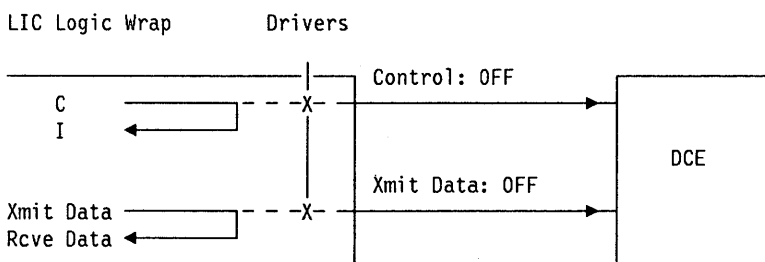 LIC Logic Wrap Drivers
Control: OFF
C
X
I
DCE
Xmit Data: OFF
Xmit Data
X
Rcve Data